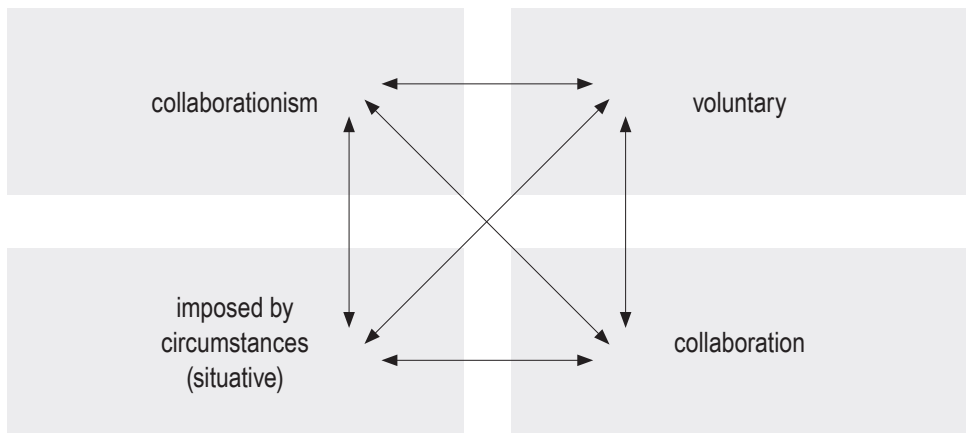 collaborationism
voluntary
imposed by
circumstances
(situative)
collaboration